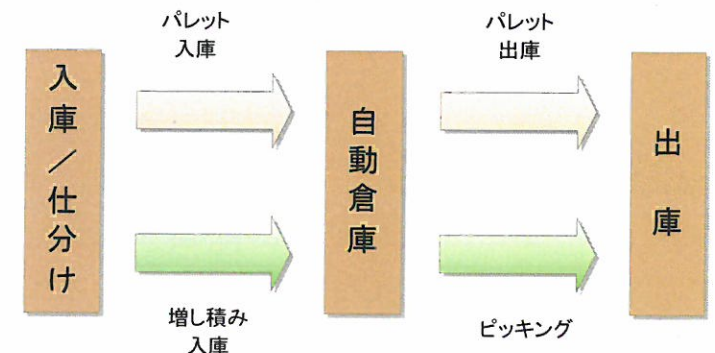 パレット
入庫
パレット
出庫
入庫／仕分け
自動倉庫
出庫
増し積み
入庫
ピッキング